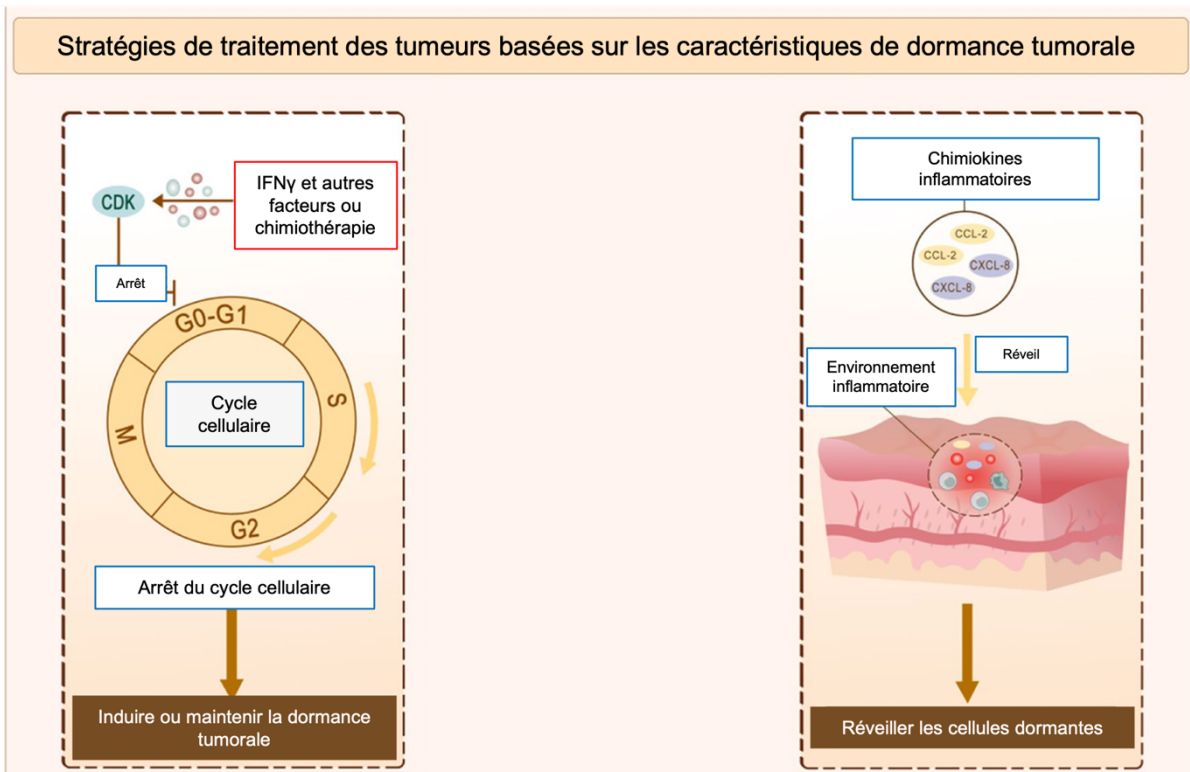 Stratégies de traitement des tumeurs basées sur les caractéristiques de dormance tumorale
IFNγ et autres
facteurs ou
chimiothérapie
CDK
Arrêt
G0-G1
S
G2
M
Cycle
cellulaire
Arrêt du cycle cellulaire
Induire ou maintenir la dormance
tumorale
Chimiokines
inflammatoires
CCL-2
CCL-2
CXCL-8
CXCL-8
Réveil
Environnement
inflammatoire
Réveiller les cellules dormantes